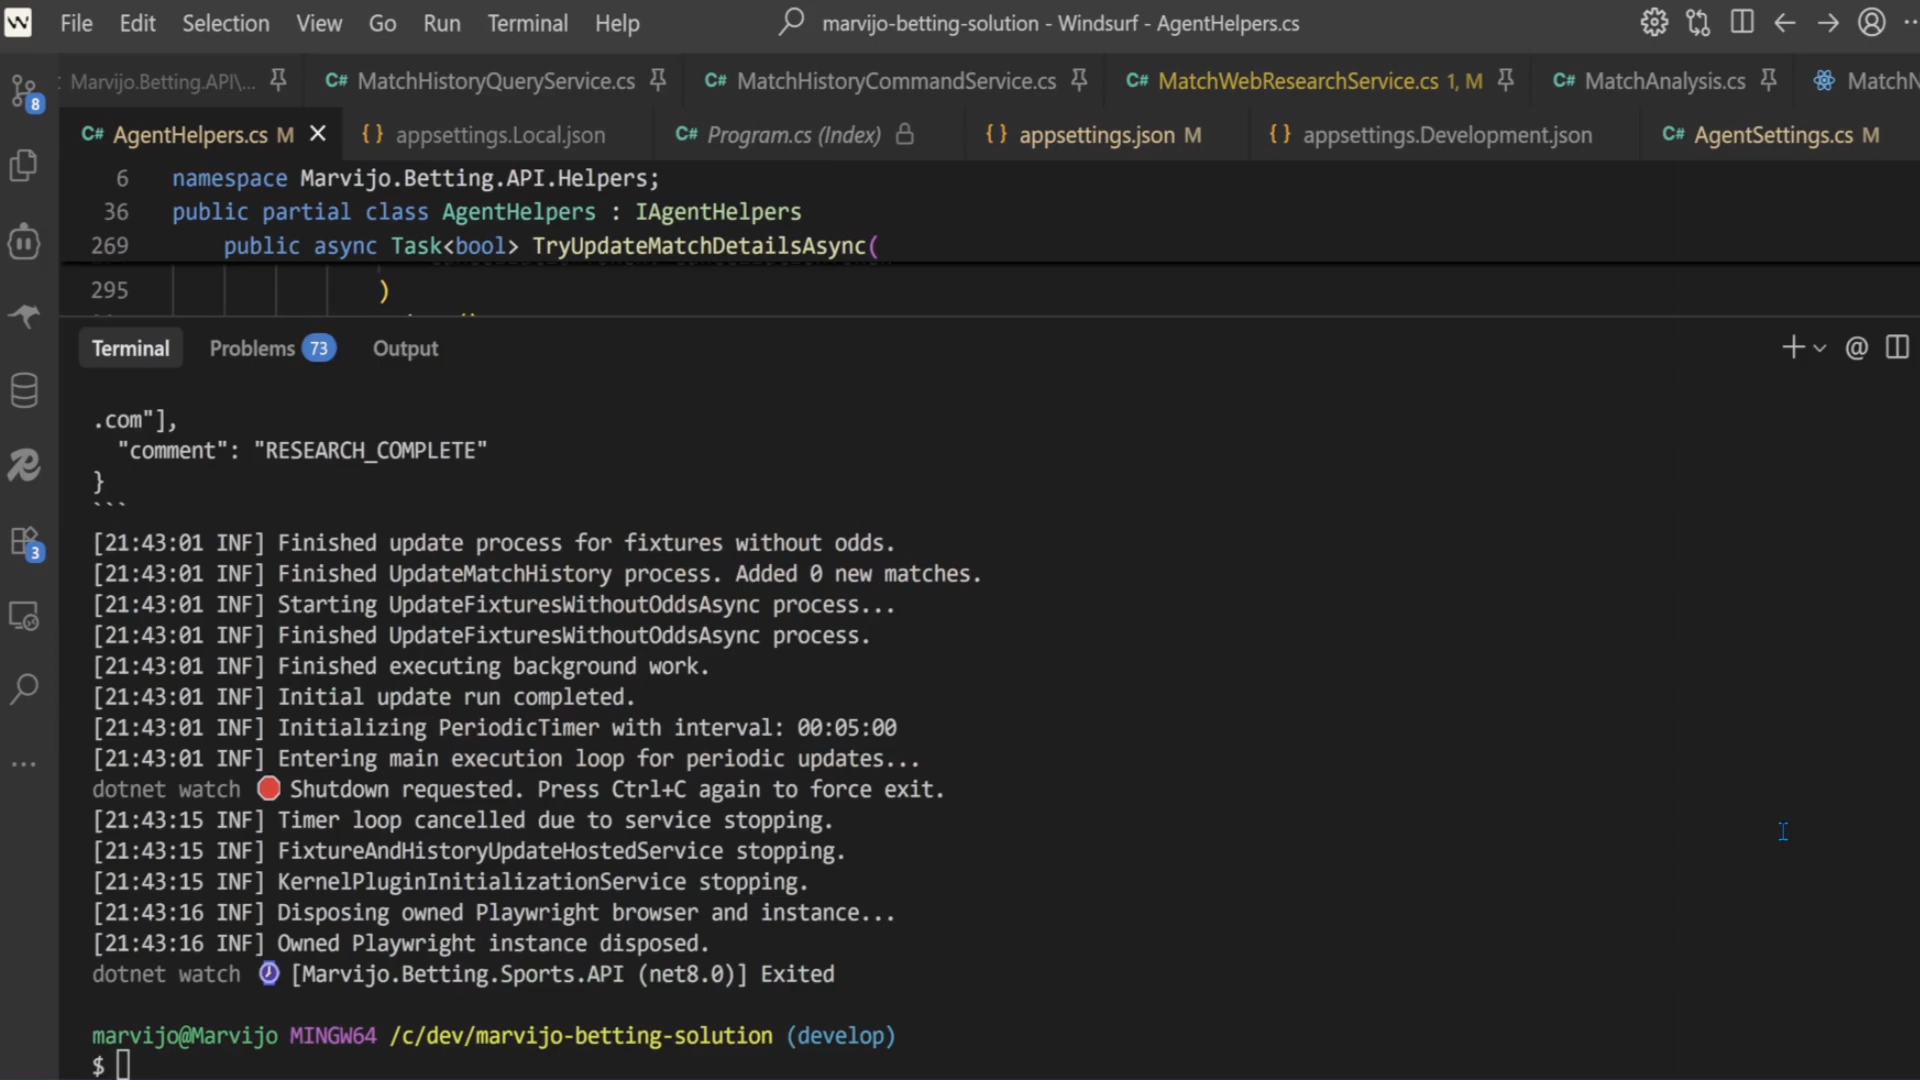 File Edit Selection View Go Run Terminal Help marvijo-betting-solution - Windsurf - AgentHelpers.cs
Marvijo.Betting.API\... C# MatchHistoryQueryService.cs C# MatchHistoryCommandService.cs C# MatchWebResearchService.cs 1, M C# MatchAnalysis.cs MatchN
8
C# AgentHelpers.cs M {} appsettings.Local.json C# Program.cs (Index) {} appsettings.json M {} appsettings.Development.json C# AgentSettings.cs M
6 namespace Marvijo.Betting.API.Helpers;
36 public partial class AgentHelpers : IAgentHelpers
269 public async Task<bool> TryUpdateMatchDetailsAsync(
295 )
Terminal Problems 73 Output
.com"],
"comment": "RESEARCH_COMPLETE"
}
```
[21:43:01 INF] Finished update process for fixtures without odds.
3
[21:43:01 INF] Finished UpdateMatchHistory process. Added 0 new matches.
[21:43:01 INF] Starting UpdateFixturesWithoutOddsAsync process...
[21:43:01 INF] Finished UpdateFixturesWithoutOddsAsync process.
[21:43:01 INF] Finished executing background work.
[21:43:01 INF] Initial update run completed.
[21:43:01 INF] Initializing PeriodicTimer with interval: 00:05:00
[21:43:01 INF] Entering main execution loop for periodic updates...
dotnet watch 🛑 Shutdown requested. Press Ctrl+C again to force exit.
[21:43:15 INF] Timer loop cancelled due to service stopping.
[21:43:15 INF] FixtureAndHistoryUpdateHostedService stopping.
[21:43:15 INF] KernelPluginInitializationService stopping.
[21:43:16 INF] Disposing owned Playwright browser and instance...
[21:43:16 INF] Owned Playwright instance disposed.
dotnet watch ⌚ [Marvijo.Betting.Sports.API (net8.0)] Exited
marvijo@Marvijo MINGW64 /c/dev/marvijo-betting-solution (develop)
$